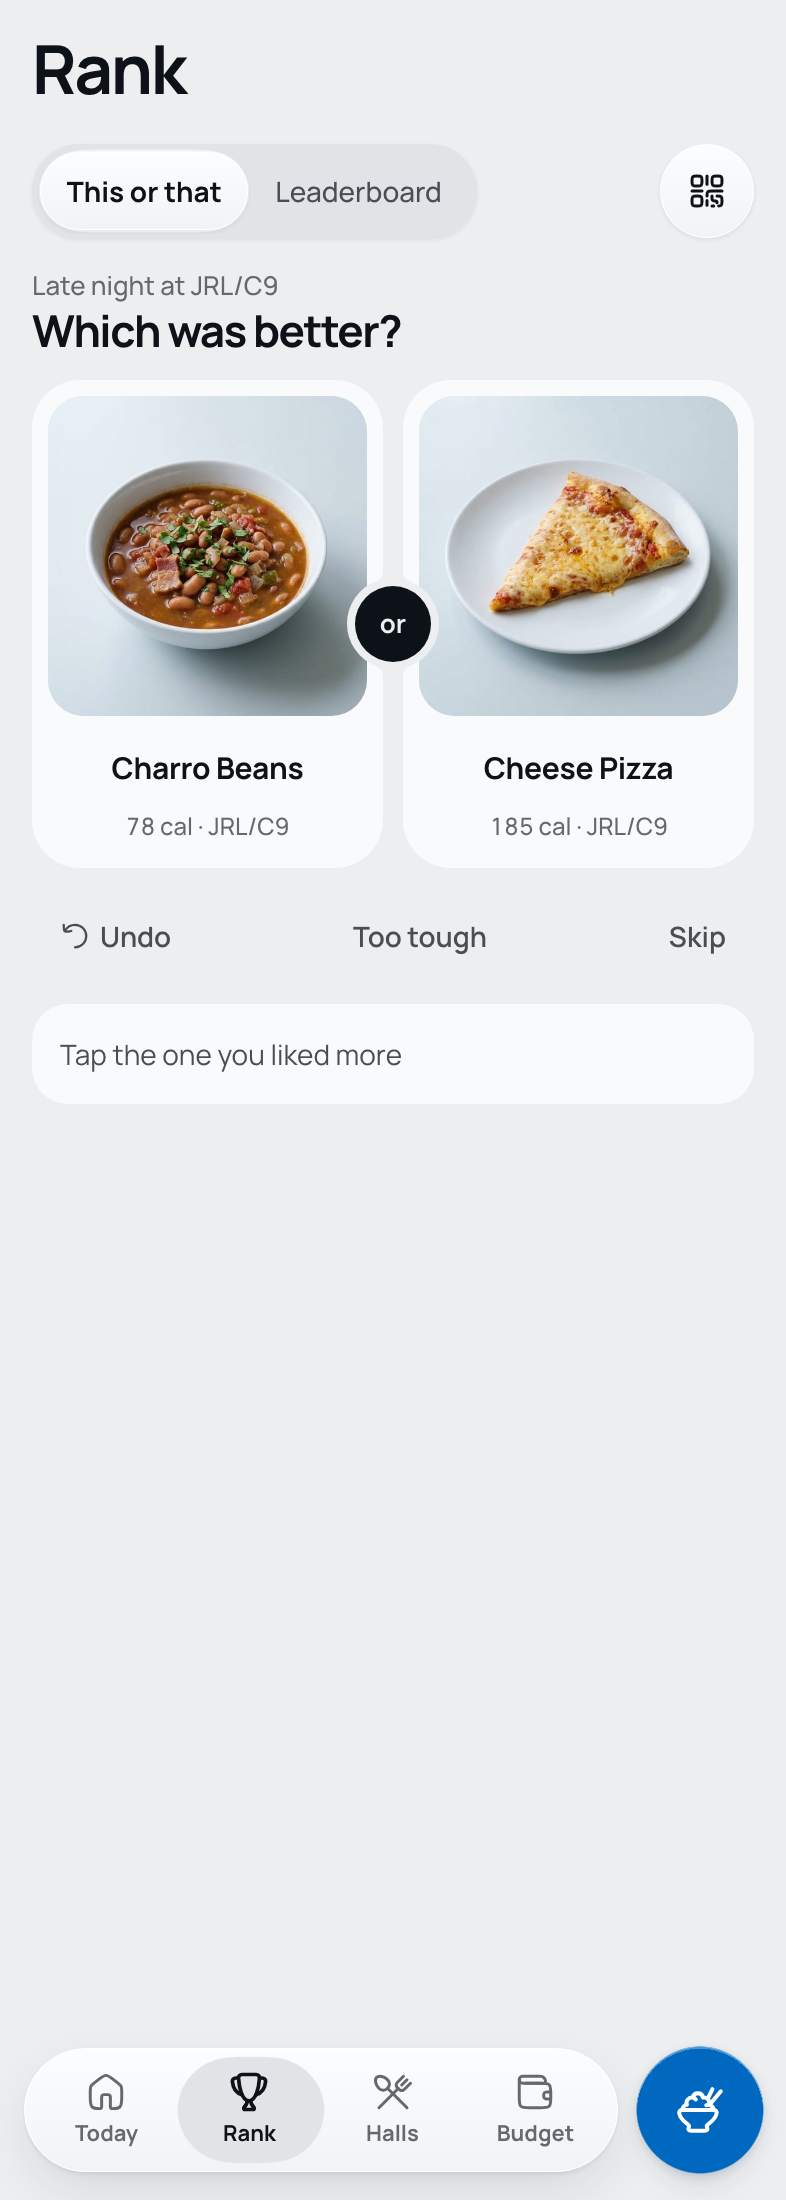 Rank
This or that
Leaderboard
Late night at JRL/C9
Which was better?
or
Charro Beans
78 cal · JRL/C9
Cheese Pizza
185 cal · JRL/C9
Undo
Too tough
Skip
Tap the one you liked more
Today
Rank
Halls
Budget